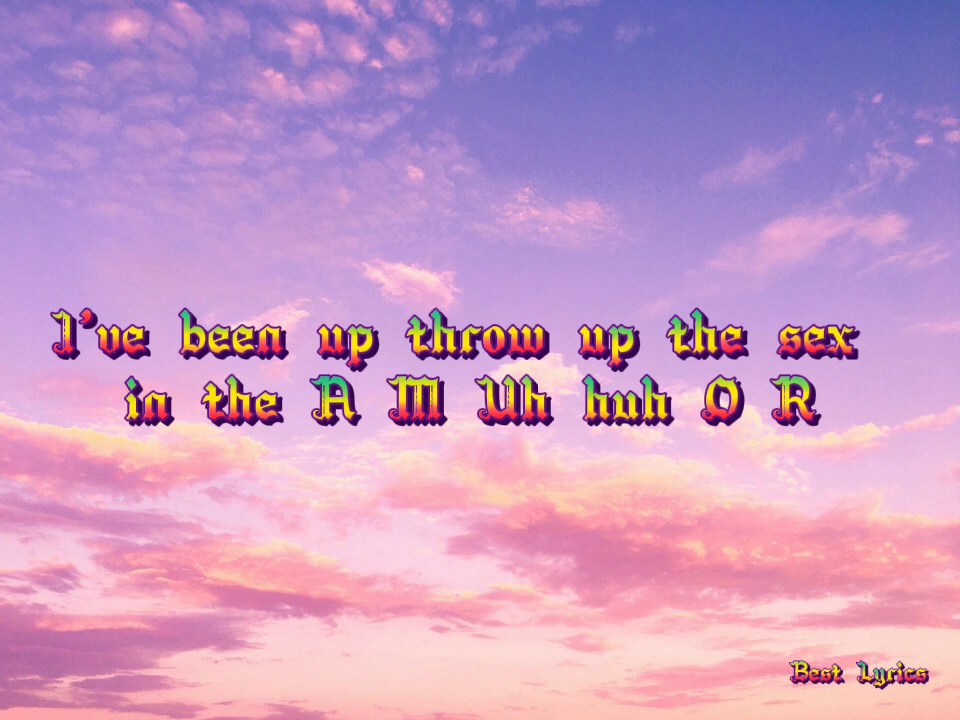 I've been up throw up the sex
in the A M Uh huh O R
Best Lyrics